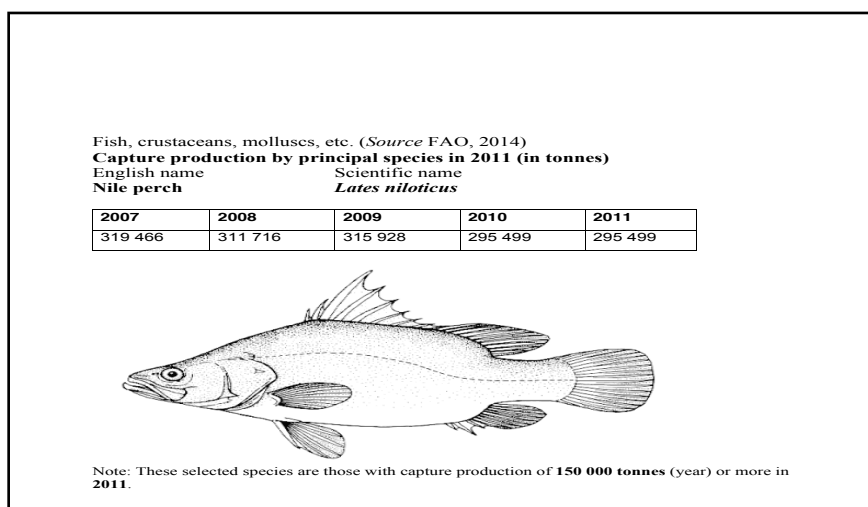 Fish, crustaceans, molluscs, etc. (Source FAO, 2014)
Capture production by principal species in 2011 (in tonnes)
English name Scientific name
Nile perch Lates niloticus
2007 2008 2009 2010 2011
319 466 311 716 315 928 295 499 295 499
Note: These selected species are those with capture production of 150 000 tonnes (year) or more in
2011.